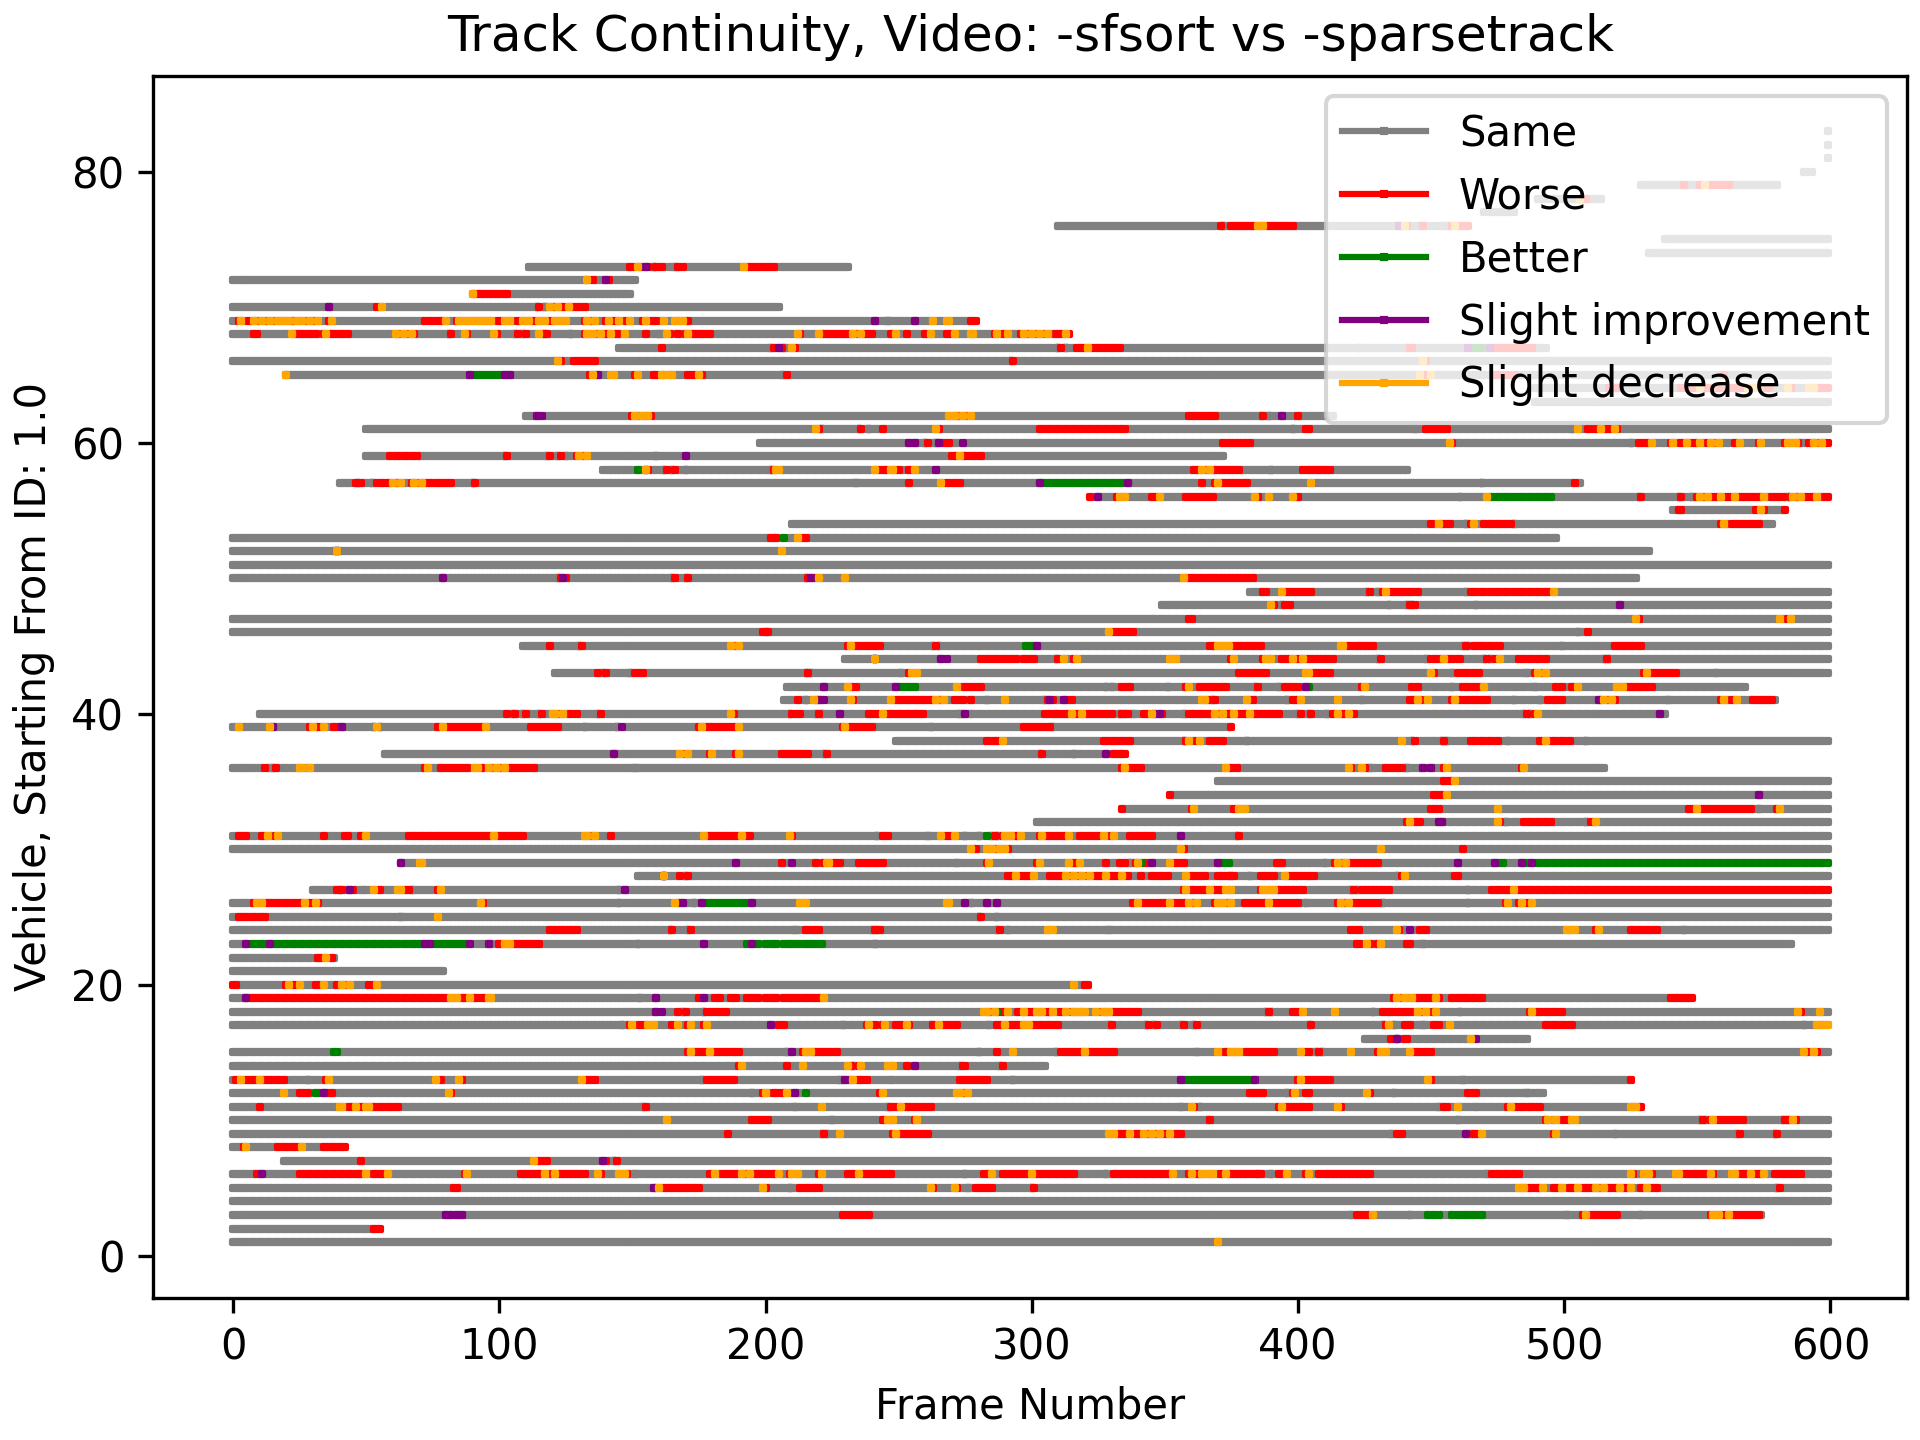 Track Continuity, Video: -sfsort vs -sparsetrack
Same
Worse
Better
Slight improvement
Slight decrease
Vehicle, Starting From ID: 1.0
80
60
40
20
0
0 100 200 300 400 500 600
Frame Number